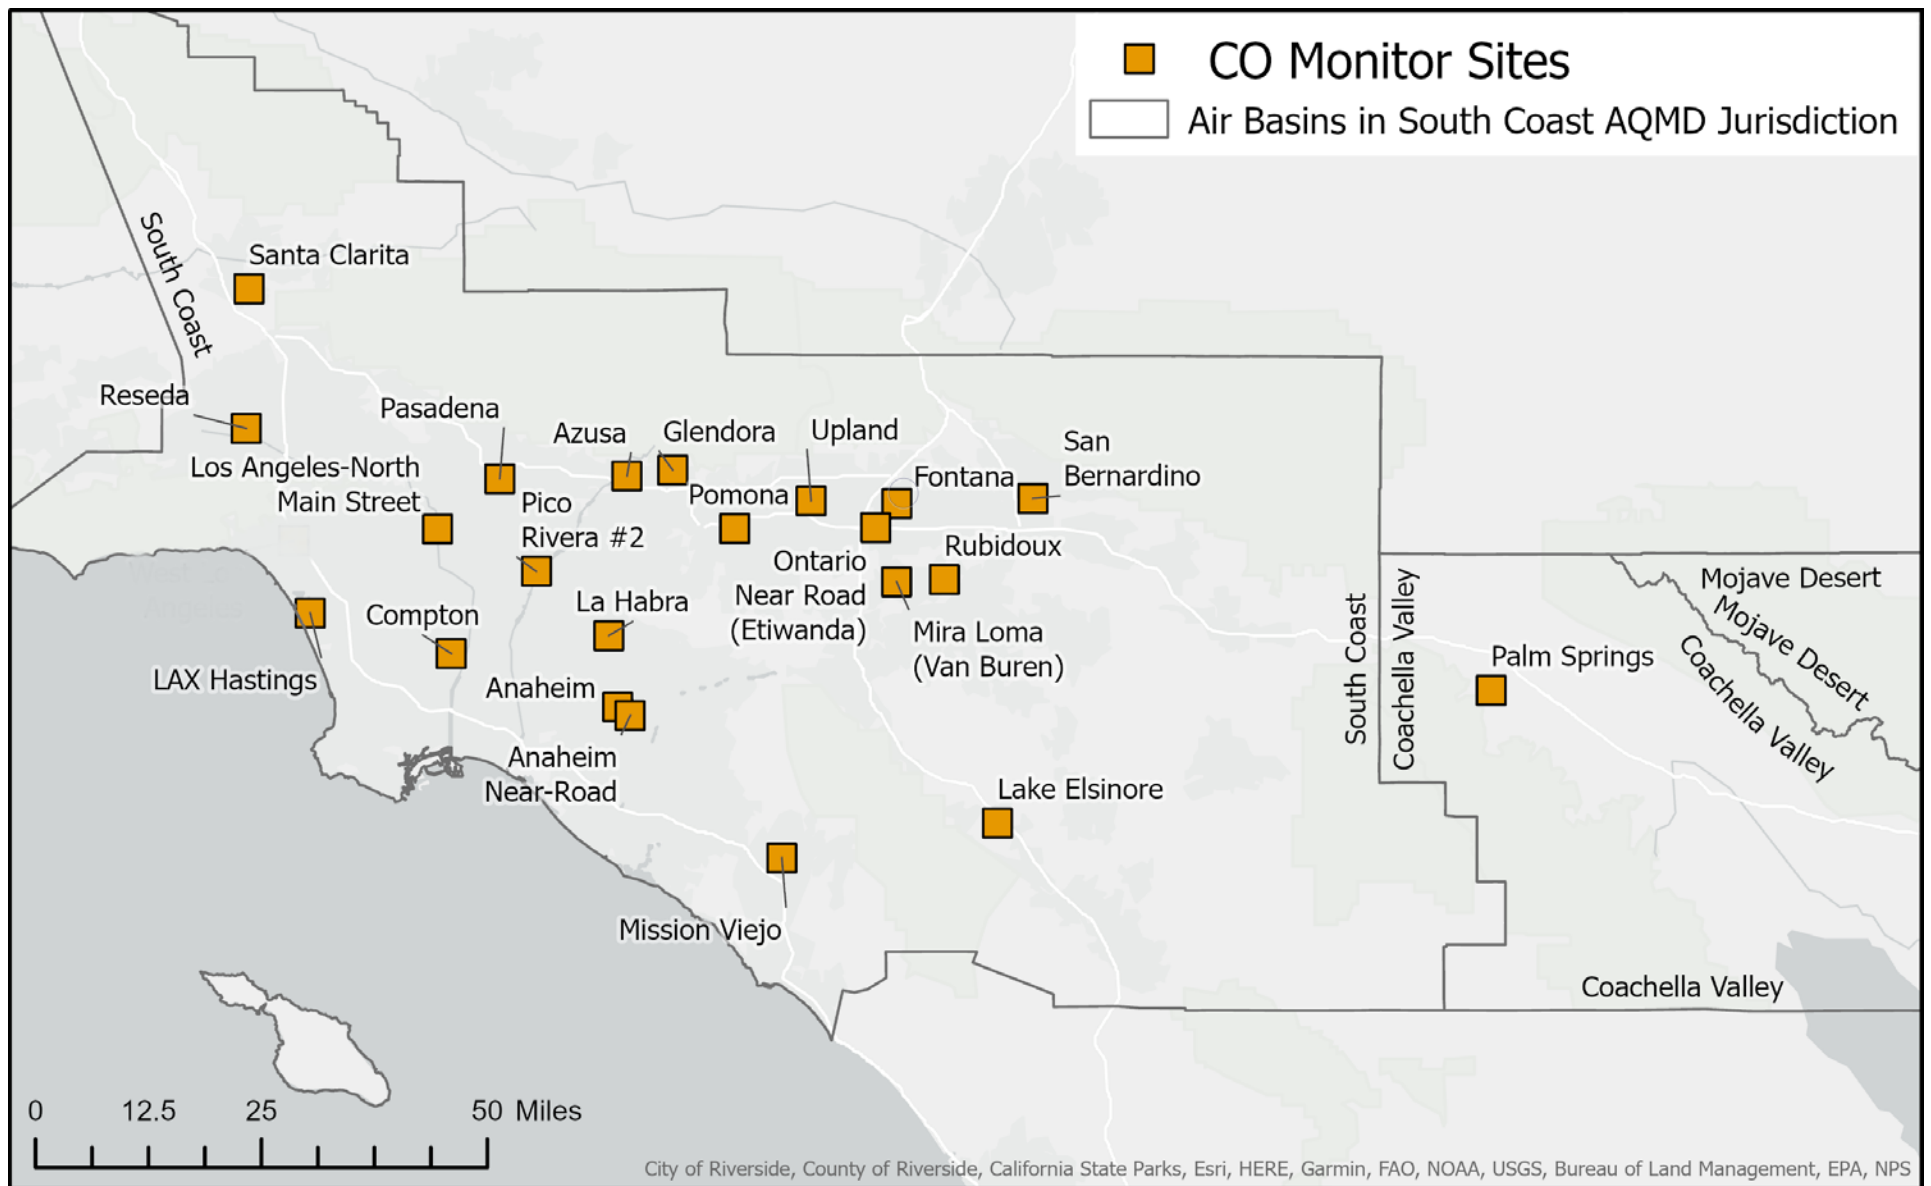 CO Monitor Sites
Air Basins in South Coast AQMD Jurisdiction
South Coast
Santa Clarita
Reseda
Pasadena
Azusa
Glendora
Upland
San
Bernardino
Los Angeles-North
Main Street
Pico
Rivera #2
Pomona
Fontana
Ontario
Near Road
(Etiwanda)
Rubidoux
Mira Loma
(Van Buren)
La Habra
Compton
LAX Hastings
Anaheim
Anaheim
Near-Road
Mission Viejo
Lake Elsinore
South Coast
Coachella Valley
Palm Springs
Mojave Desert
Mojave Desert
Coachella Valley
Coachella Valley
0 12.5 25 50 Miles
City of Riverside, County of Riverside, California State Parks, Esri, HERE, Garmin, FAO, NOAA, USGS, Bureau of Land Management, EPA, NPS